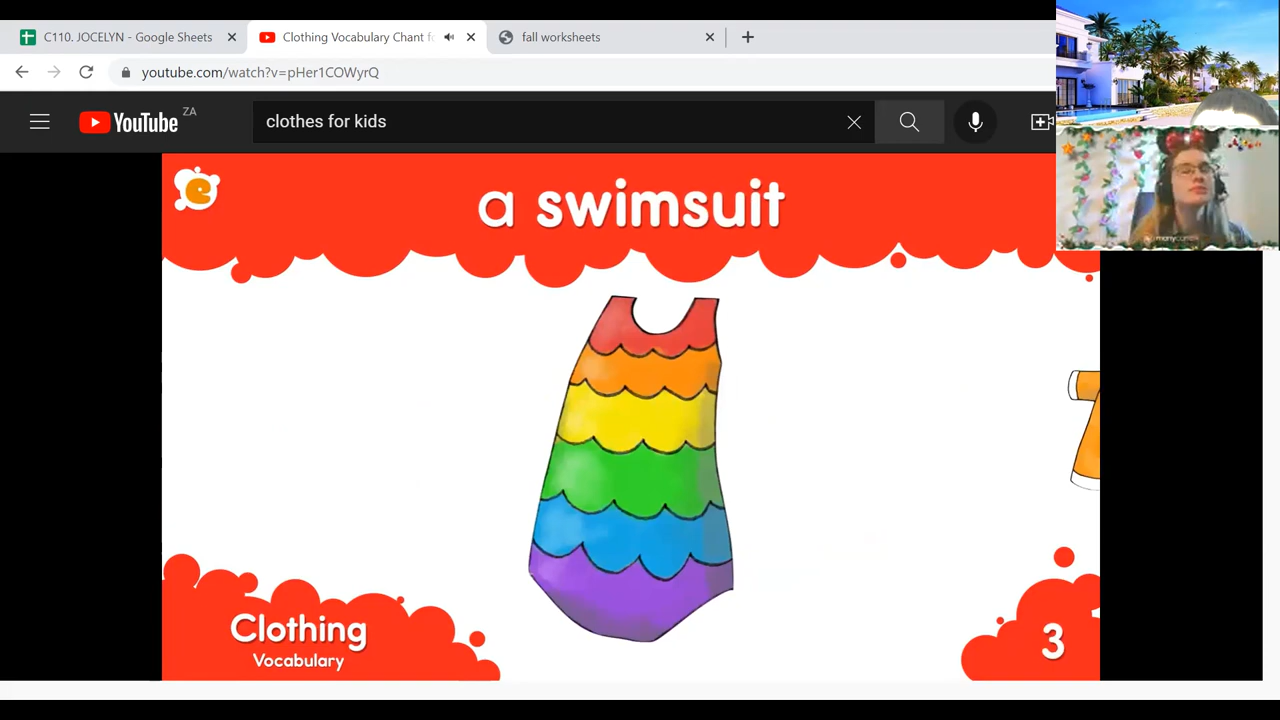 C110. JOCELYN - Google Sheets
Clothing Vocabulary Chant fo
fall worksheets
youtube.com/watch?v=pHer1COWyrQ
YouTube ZA
clothes for kids
e
a swimsuit
Clothing
Vocabulary
3